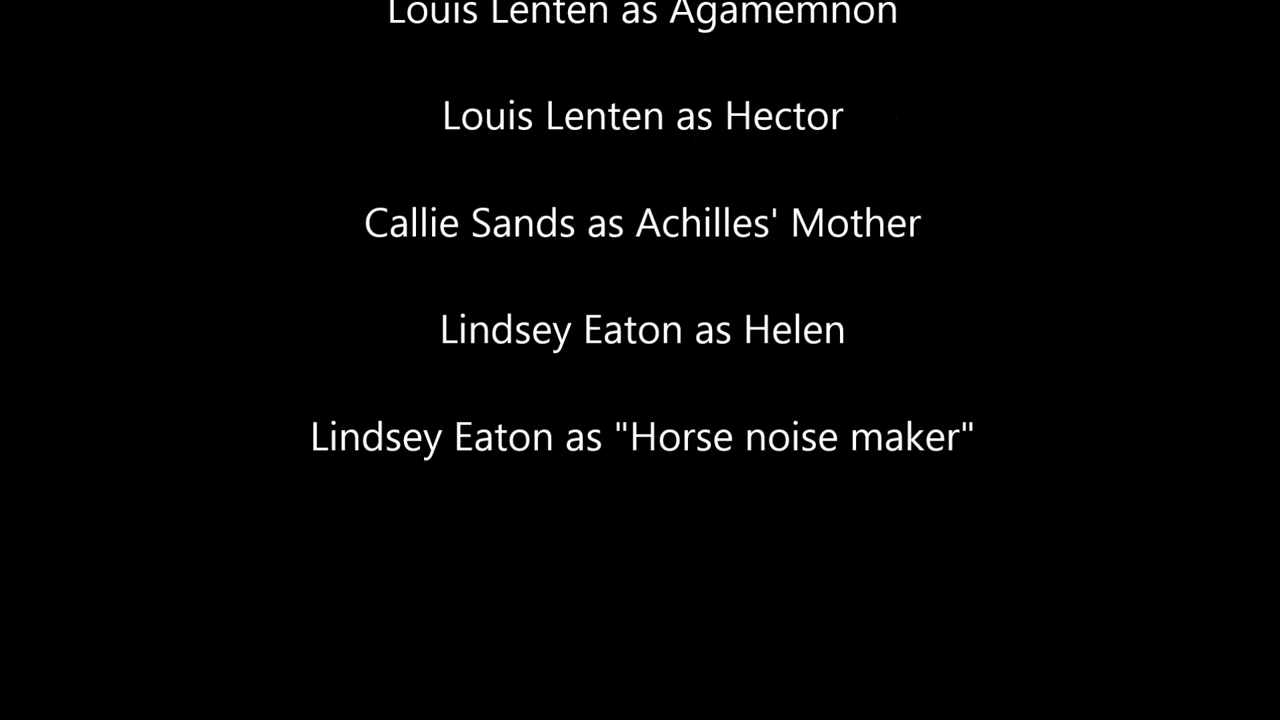 Louis Lenten as Agamemnon
Louis Lenten as Hector
Callie Sands as Achilles' Mother
Lindsey Eaton as Helen
Lindsey Eaton as "Horse noise maker"